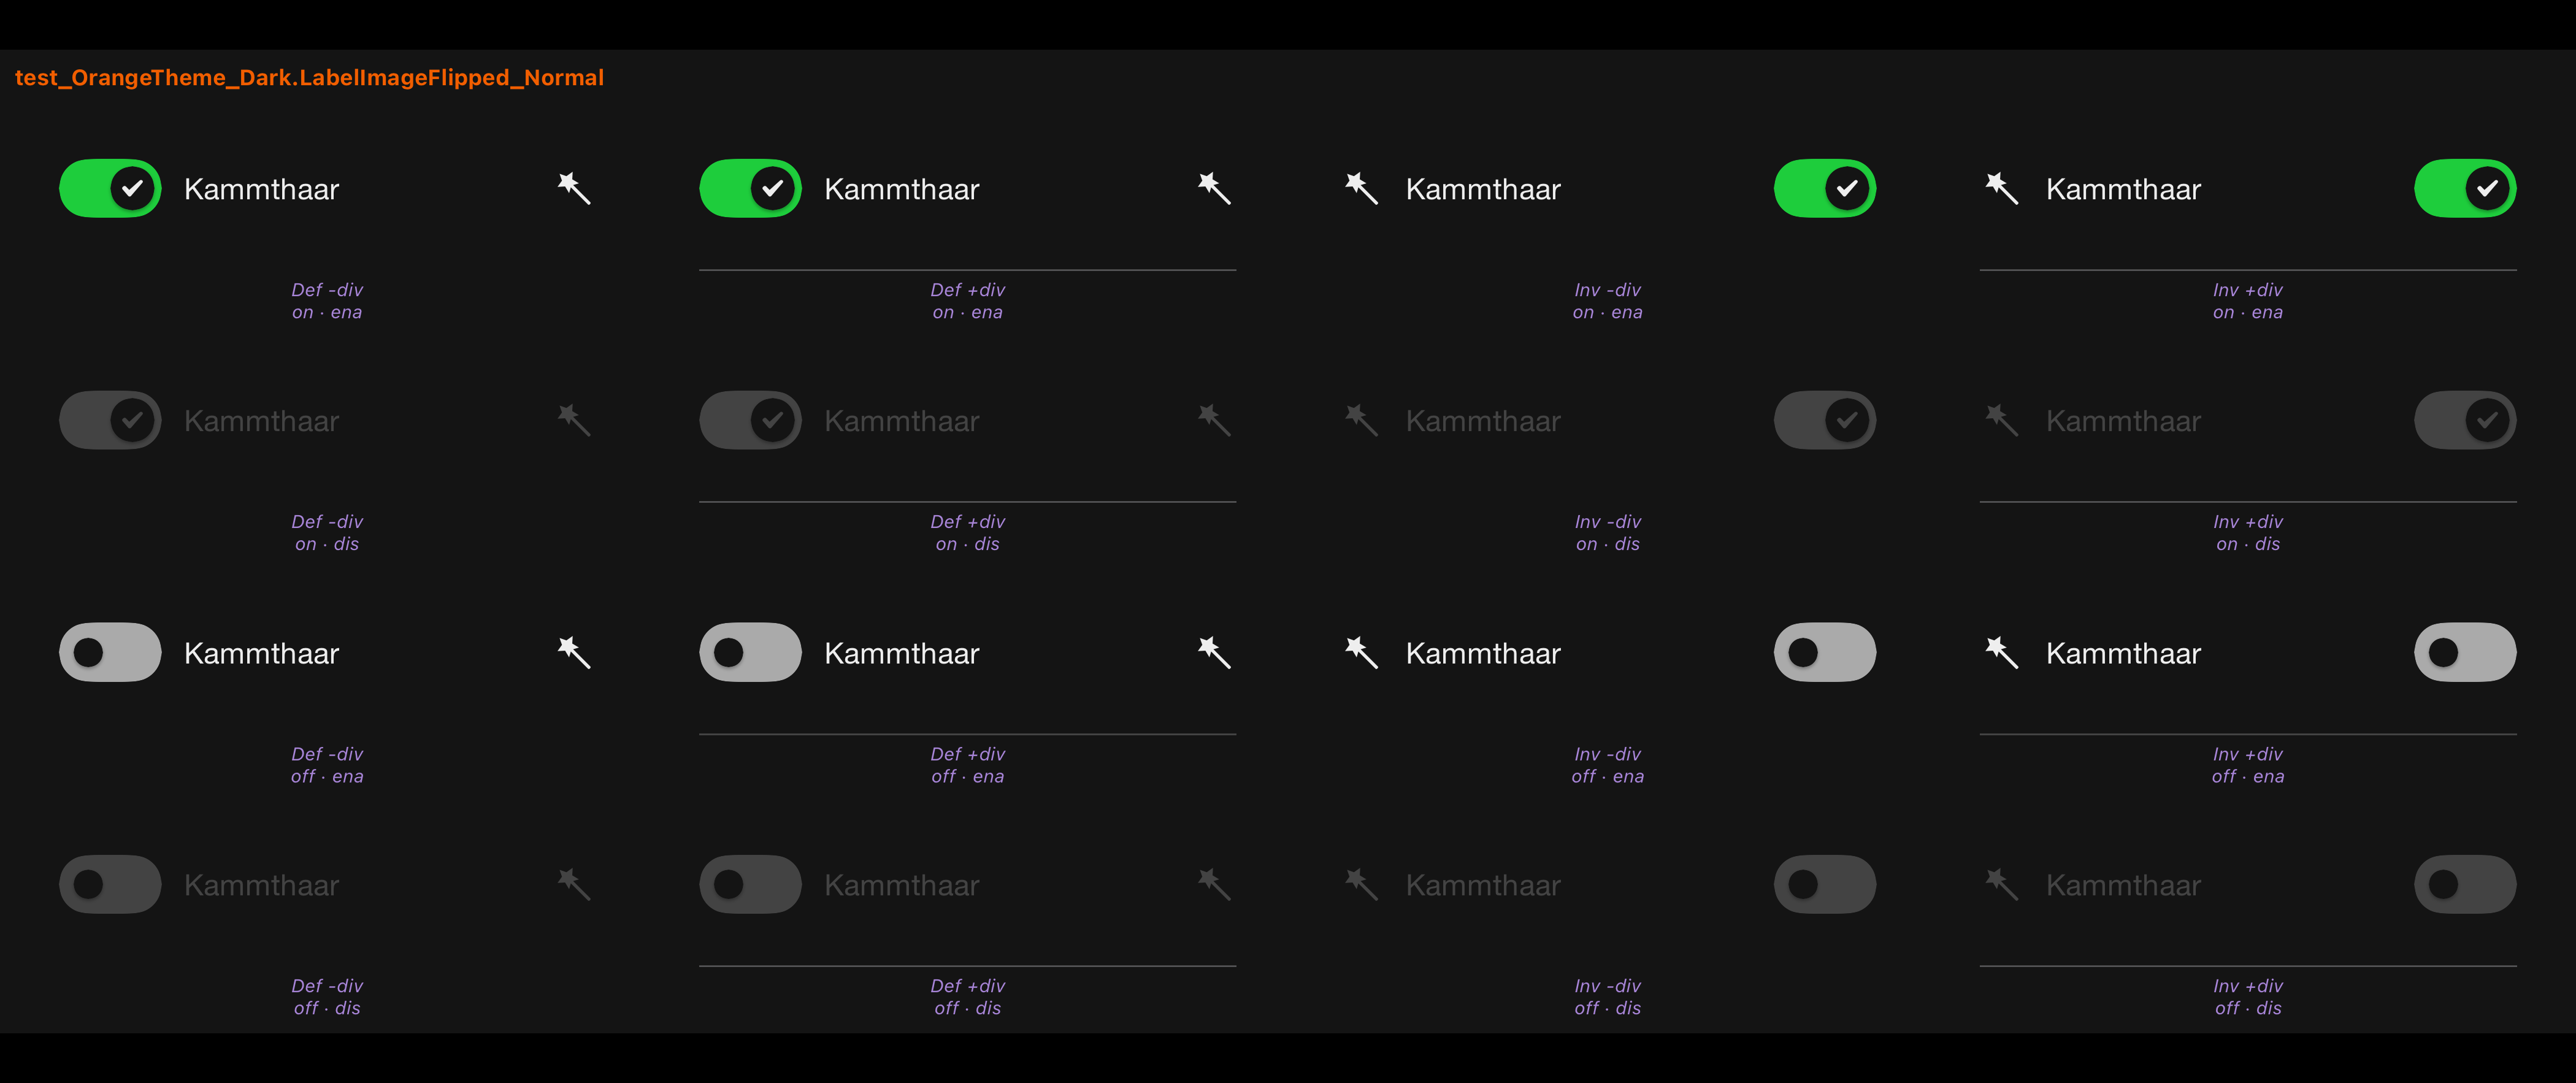 test_OrangeTheme_Dark.LabelImageFlipped_Normal
Kammthaar
Kammthaar
Kammthaar
Kammthaar
Def -div
on · ena
Def +div
on · ena
Inv -div
on · ena
Inv +div
on · ena
Kammthaar
Kammthaar
Kammthaar
Kammthaar
Def -div
on · dis
Def +div
on · dis
Inv -div
on · dis
Inv +div
on · dis
Kammthaar
Kammthaar
Kammthaar
Kammthaar
Def -div
off · ena
Def +div
off · ena
Inv -div
off · ena
Inv +div
off · ena
Kammthaar
Kammthaar
Kammthaar
Kammthaar
Def -div
off · dis
Def +div
off · dis
Inv -div
off · dis
Inv +div
off · dis